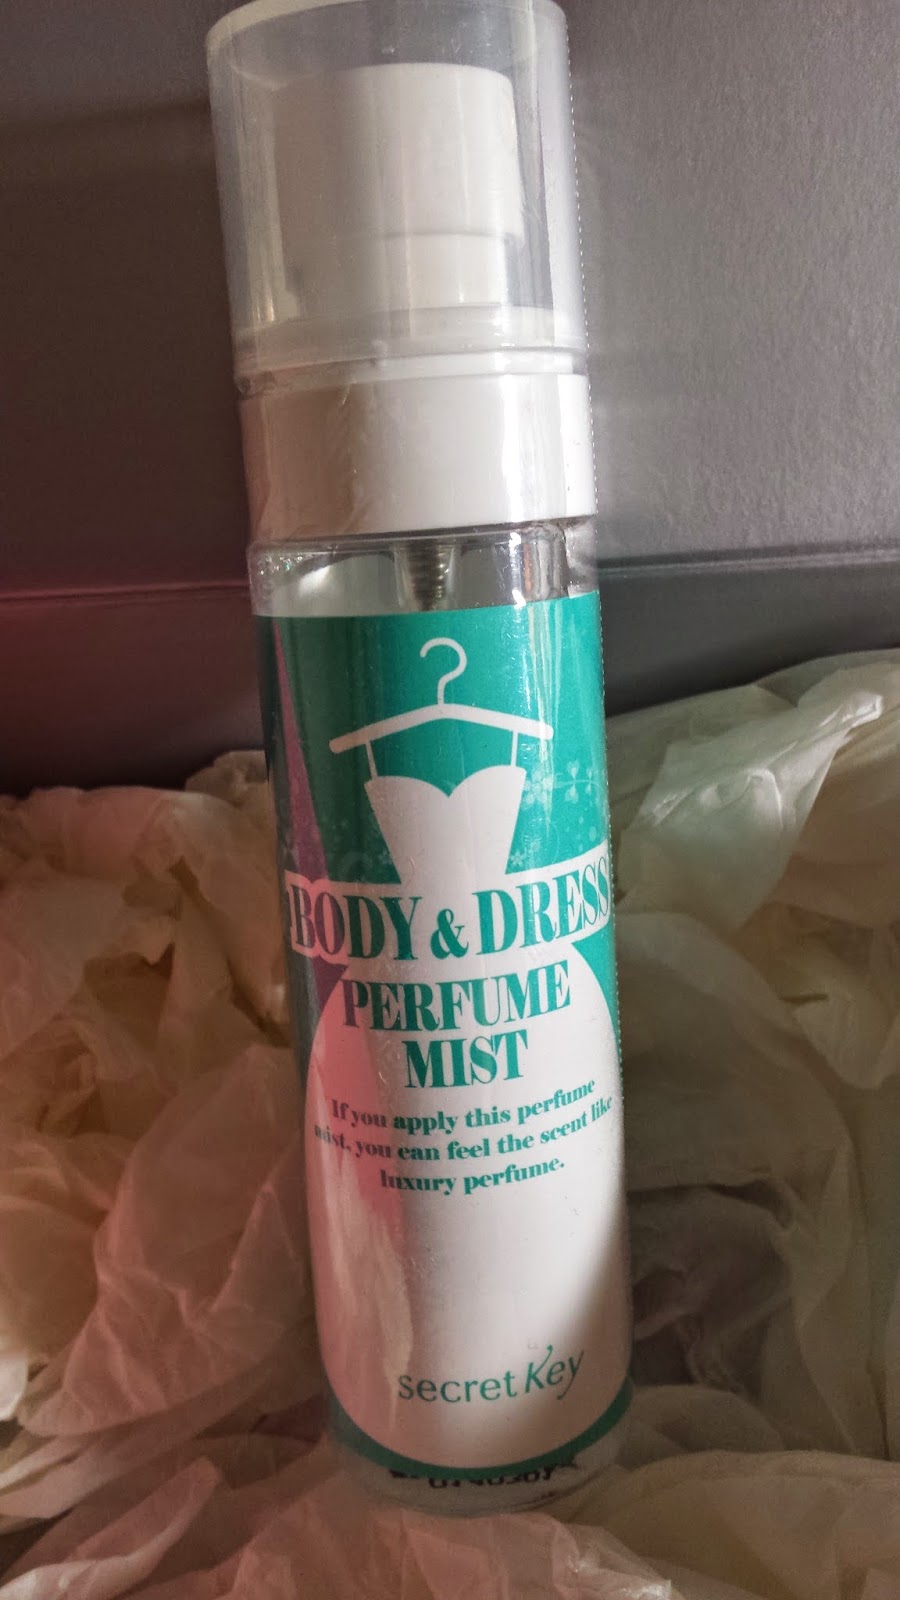 BODY & DRESS
PERFUME
MIST
If you apply this perfume
mist, you can feel the scent like
luxury perfume.
secret Key